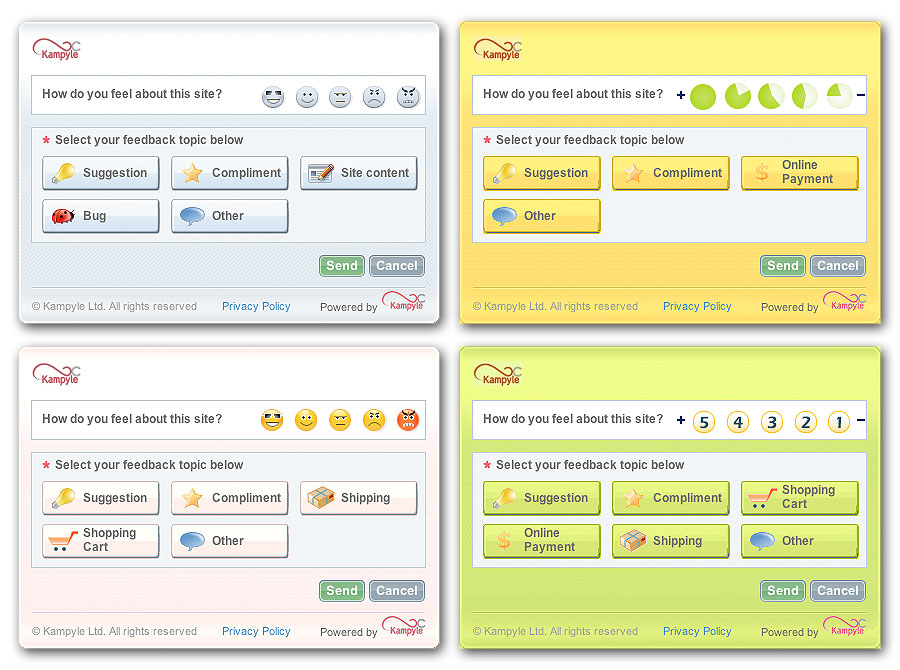 Kampyle
How do you feel about this site?
* Select your feedback topic below
Suggestion
Compliment
Site content
Bug
Other
Send
Cancel
© Kampyle Ltd. All rights reserved
Privacy Policy
Powered by Kampyle
Kampyle
How do you feel about this site?
+
–
* Select your feedback topic below
Suggestion
Compliment
$
Online
Payment
Other
Send
Cancel
© Kampyle Ltd. All rights reserved
Privacy Policy
Powered by Kampyle
Kampyle
How do you feel about this site?
* Select your feedback topic below
Suggestion
Compliment
Shipping
Shopping
Cart
Other
Send
Cancel
© Kampyle Ltd. All rights reserved
Privacy Policy
Powered by Kampyle
Kampyle
How do you feel about this site?
+ 5 4 3 2 1 –
* Select your feedback topic below
Suggestion
Compliment
Shopping
Cart
$
Online
Payment
Shipping
Other
Send
Cancel
© Kampyle Ltd. All rights reserved
Privacy Policy
Powered by Kampyle